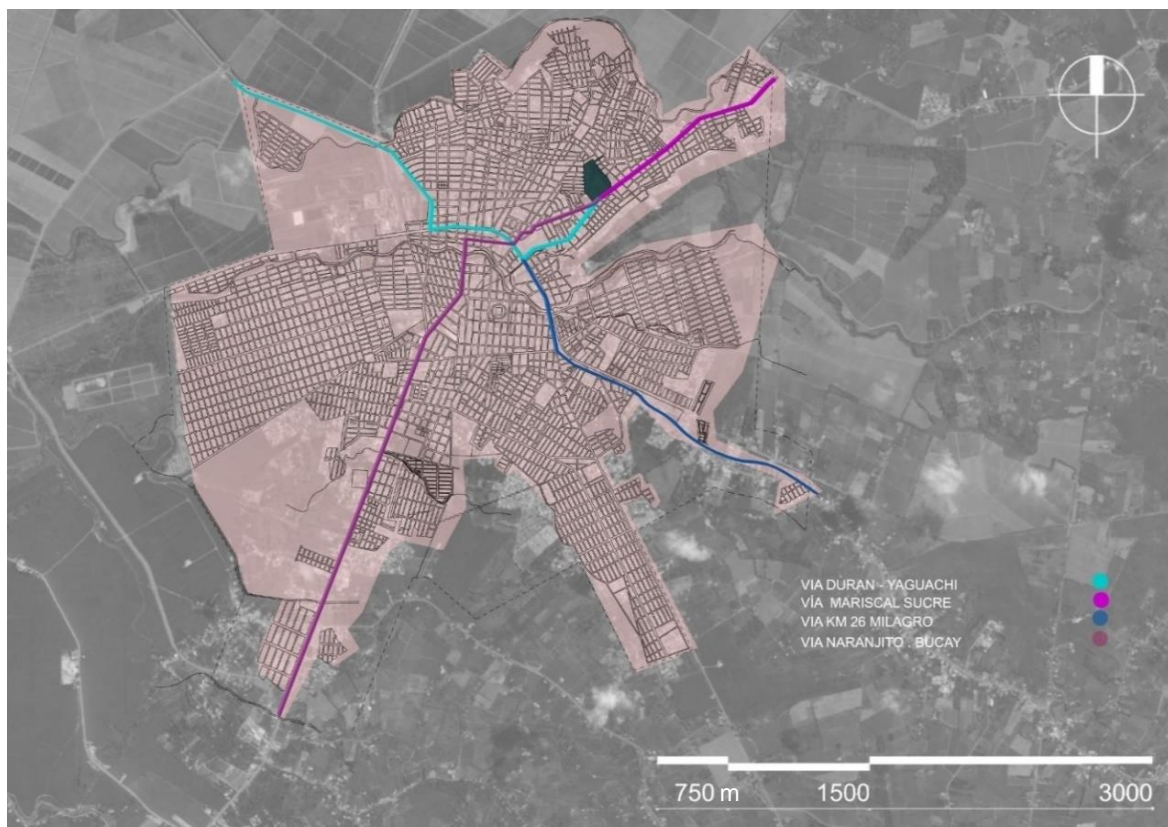 VIA DURAN - YAGUACHI
VÍA MARISCAL SUCRE
VIA KM 26 MILAGRO
VIA NARANJITO . BUCAY
750 m 1500 3000